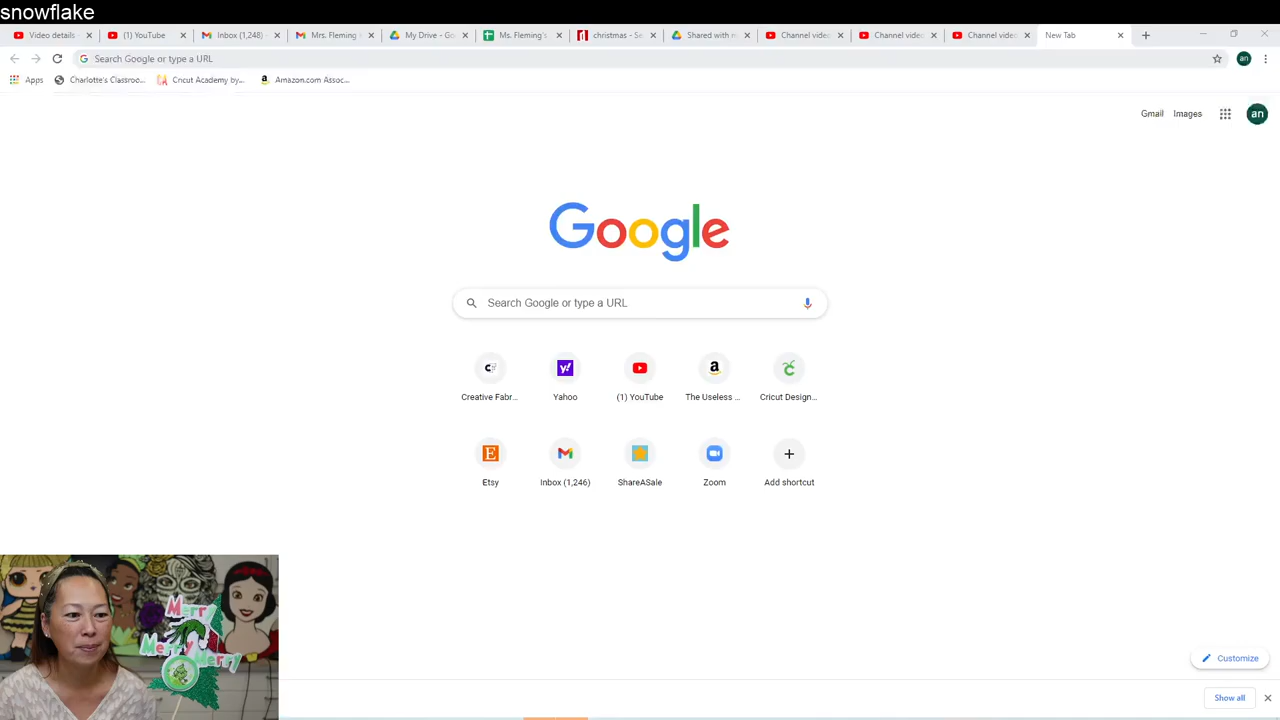 snowflake
Video details
(1) YouTube
Inbox (1,248)
Mrs. Fleming
My Drive - Go
Ms. Fleming's
christmas - Se
Shared with m
Channel video
Channel video
Channel video
New Tab
Search Google or type a URL
an
Apps
Charlotte's Classroo...
Cricut Academy by...
Amazon.com Assoc...
Gmail
Images
an
Google
Search Google or type a URL
Creative Fabr...
Yahoo
(1) YouTube
The Useless ...
Cricut Design...
Etsy
Inbox (1,246)
ShareASale
Zoom
Add shortcut
Merry
Merry
Merry
Customize
Show all